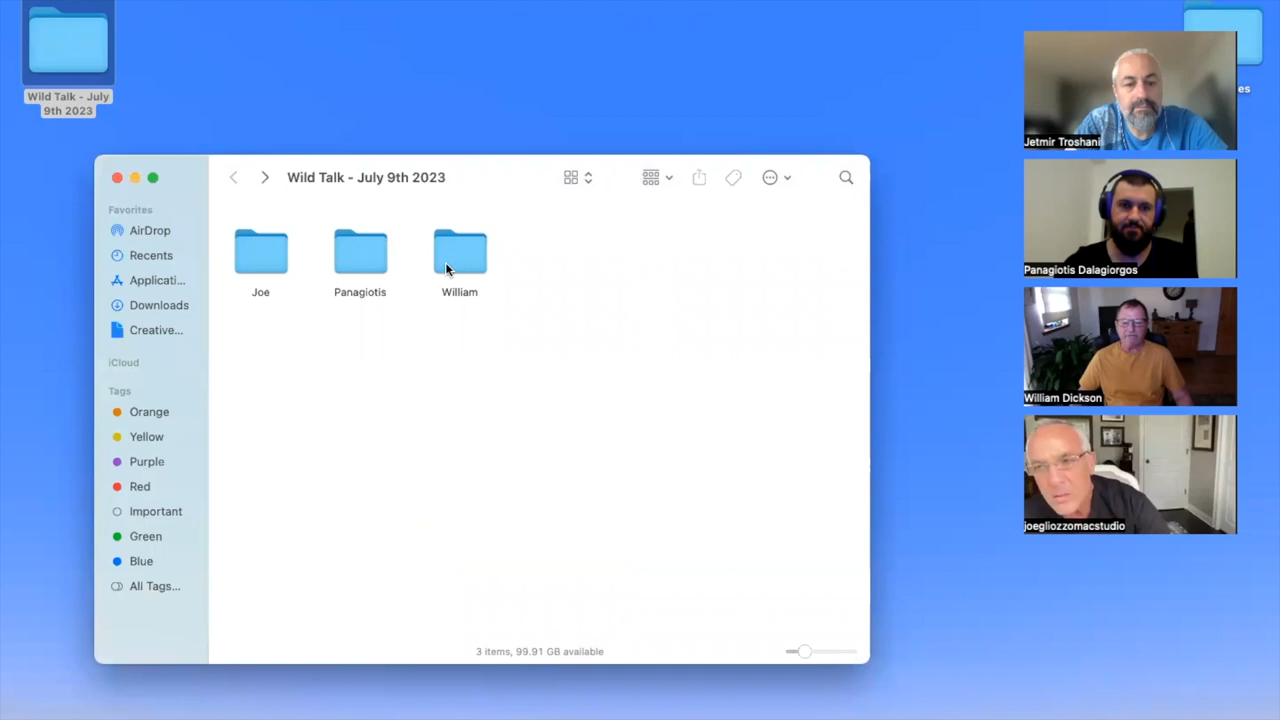 Wild Talk - July
9th 2023
es
Wild Talk - July 9th 2023
Favorites
AirDrop
Recents
Applicati...
Downloads
Creative...
iCloud
Tags
Orange
Yellow
Purple
Red
Important
Green
Blue
All Tags...
Joe
Panagiotis
William
3 items, 99.91 GB available
Jetmir Troshani
Panagiotis Dalagiorgos
William Dickson
joegliozzomacstudio